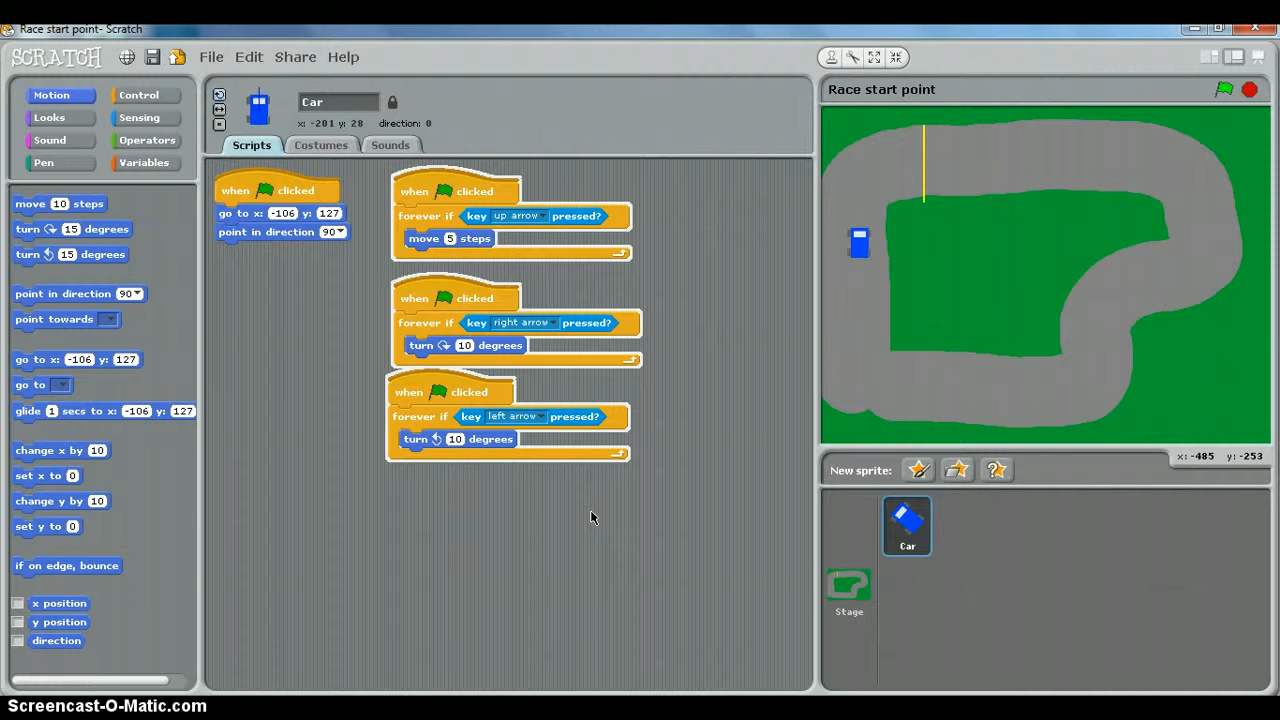 Race start point- Scratch
SCRATCH File Edit Share Help
Motion Control
Looks Sensing
Sound Operators
Pen Variables
Car
x: -201 y: 28 direction: 0
Scripts Costumes Sounds
move 10 steps
turn 15 degrees
turn 15 degrees
point in direction 90
point towards
go to x: -106 y: 127
go to
glide 1 secs to x: -106 y: 127
change x by 10
set x to 0
change y by 10
set y to 0
if on edge, bounce
x position
y position
direction
when clicked
go to x: -106 y: 127
point in direction 90
when clicked
forever if key up arrow pressed?
move 5 steps
when clicked
forever if key right arrow pressed?
turn 10 degrees
when clicked
forever if key left arrow pressed?
turn 10 degrees
Race start point
x: -485 y: -253
New sprite:
Car
Stage
Screencast-O-Matic.com